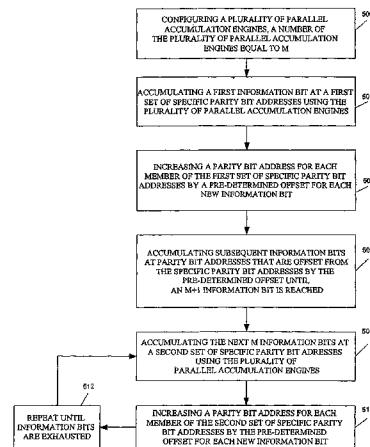 CONFIGURING A PLURALITY OF PARALLEL
ACCUMULATION ENGINES, A NUMBER OF
THE PLURALITY OF PARALLEL ACCUMULATION
ENGINES EQUAL TO M
50
ACCUMULATING A FIRST INFORMATION BIT AT A FIRST
SET OF SPECIFIC PARITY BIT ADDRESSES USING THE
PLURALITY OF PARALLEL ACCUMULATION ENGINES
50
INCREASING A PARITY BIT ADDRESS FOR EACH
MEMBER OF THE FIRST SET OF SPECIFIC PARITY BIT
ADDRESSES BY A PRE-DETERMINED OFFSET FOR EACH
NEW INFORMATION BIT
50
ACCUMULATING SUBSEQUENT INFORMATION BITS
AT PARITY BIT ADDRESSES THAT ARE OFFSET FROM
THE SPECIFIC PARITY BIT ADDRESSES BY THE
PRE-DETERMINED OFFSET UNTIL
AN M+1 INFORMATION BIT IS REACHED
50
ACCUMULATING THE NEXT M INFORMATION BITS AT
A SECOND SET OF SPECIFIC PARITY BIT ADRESSES
USING THE PLURALITY OF
PARALLEL ACCUMULATION ENGINES
50
512
REPEAT UNTIL
INFORMATION BITS
ARE EXHAUSTED
INCREASING A PARITY BIT ADDRESS FOR EACH
MEMBER OF THE SECOND SET OF SPECIFIC PARITY
BIT ADDRESSES BY THE PRE-DETERMINED
OFFSET FOR EACH NEW INFORMATION BIT
51